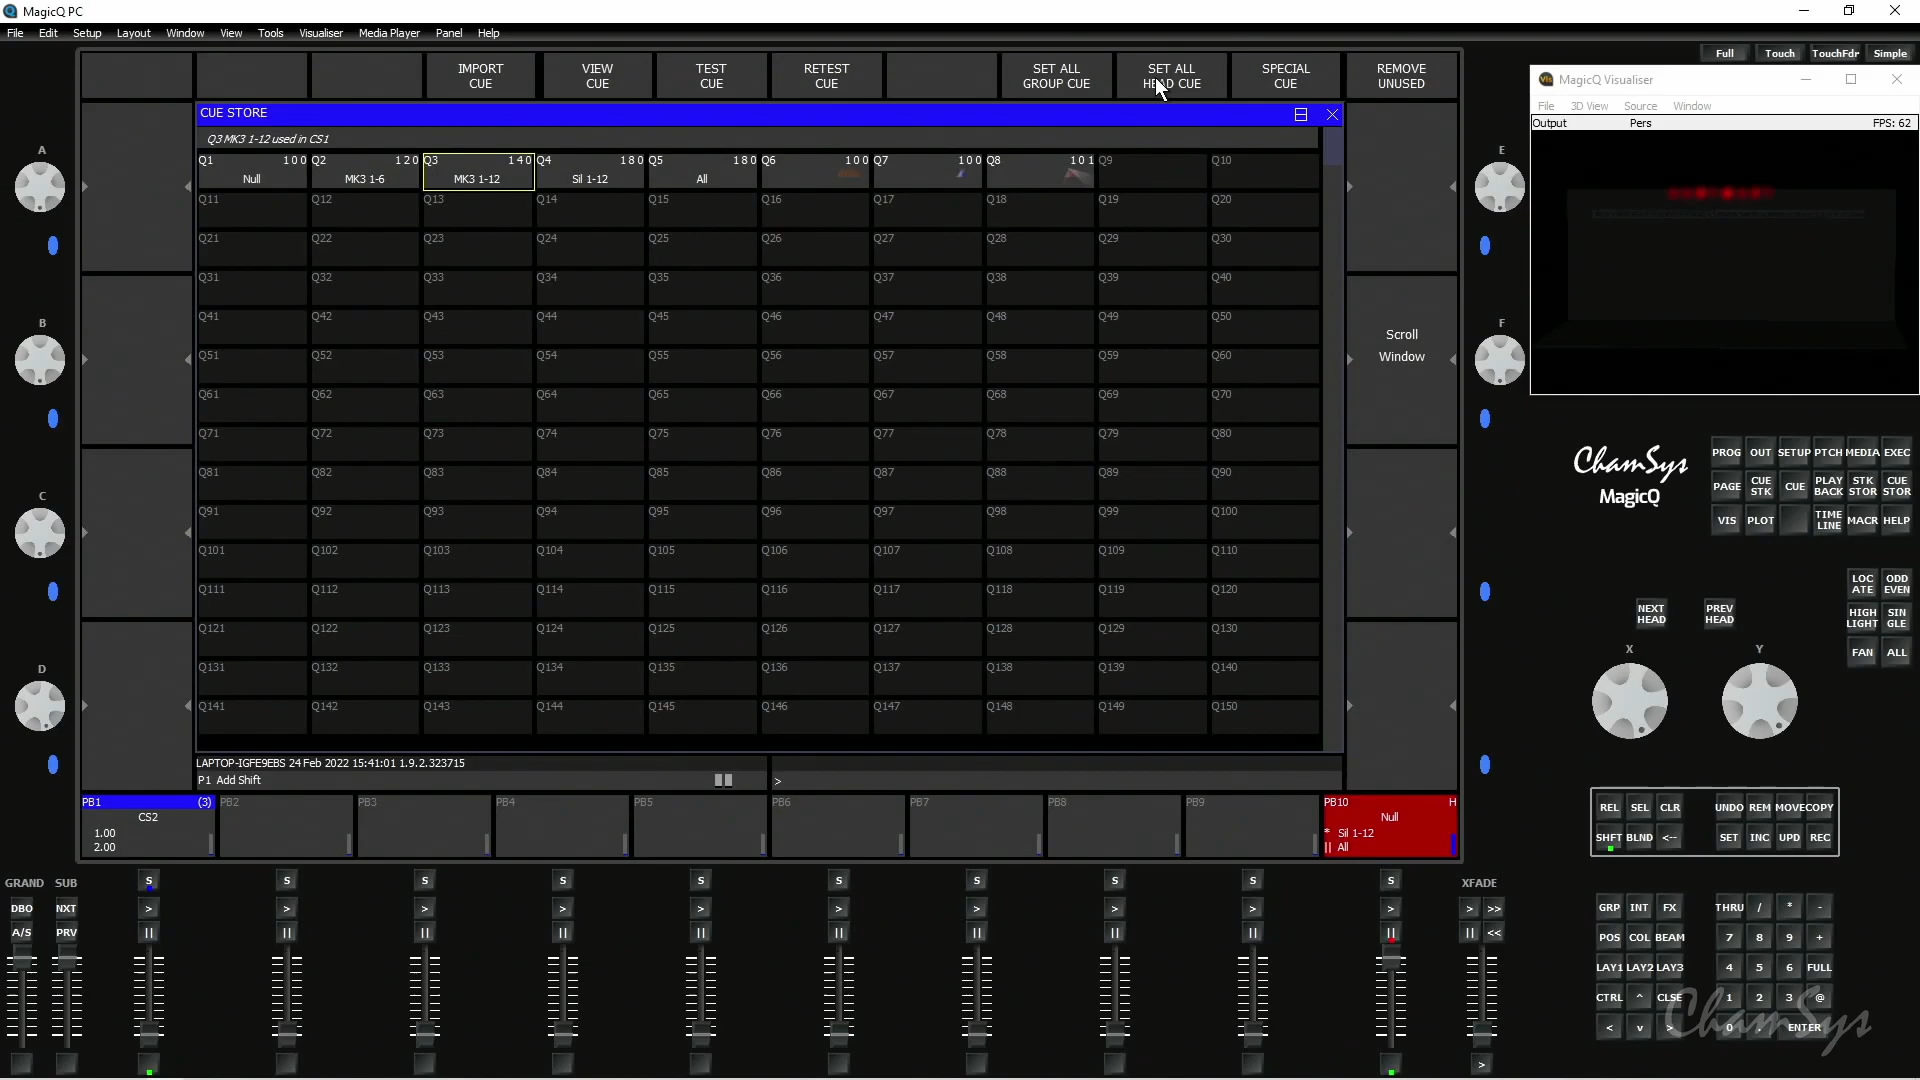 MagicQ PC
File Edit Setup Layout Window View Tools Visualiser Media Player Panel Help
Full Touch TouchFdr Simple
IMPORT CUE
VIEW CUE
TEST CUE
RETEST CUE
SET ALL GROUP CUE
SET ALL HEAD CUE
SPECIAL CUE
REMOVE UNUSED
MagicQ Visualiser
File 3D View Source Window
Output Pers FPS: 62
CUE STORE
Q3 MK3 1-12 used in CS1
Q1 100 Q2 120 Q3 140 Q4 180 Q5 180 Q6 100 Q7 100 Q8 101 Q9 Q10
Null MK3 1-6 MK3 1-12 Sil 1-12 All
Q11 Q12 Q13 Q14 Q15 Q16 Q17 Q18 Q19 Q20
Q21 Q22 Q23 Q24 Q25 Q26 Q27 Q28 Q29 Q30
Q31 Q32 Q33 Q34 Q35 Q36 Q37 Q38 Q39 Q40
Q41 Q42 Q43 Q44 Q45 Q46 Q47 Q48 Q49 Q50
Q51 Q52 Q53 Q54 Q55 Q56 Q57 Q58 Q59 Q60
Q61 Q62 Q63 Q64 Q65 Q66 Q67 Q68 Q69 Q70
Q71 Q72 Q73 Q74 Q75 Q76 Q77 Q78 Q79 Q80
Q81 Q82 Q83 Q84 Q85 Q86 Q87 Q88 Q89 Q90
Q91 Q92 Q93 Q94 Q95 Q96 Q97 Q98 Q99 Q100
Q101 Q102 Q103 Q104 Q105 Q106 Q107 Q108 Q109 Q110
Q111 Q112 Q113 Q114 Q115 Q116 Q117 Q118 Q119 Q120
Q121 Q122 Q123 Q124 Q125 Q126 Q127 Q128 Q129 Q130
Q131 Q132 Q133 Q134 Q135 Q136 Q137 Q138 Q139 Q140
Q141 Q142 Q143 Q144 Q145 Q146 Q147 Q148 Q149 Q150
Scroll
Window
A
B
C
D
E
F
LAPTOP-IGFE9EBS 24 Feb 2022 15:41:01 1.9.2.323715
P1 Add Shift >
PB1 (3) PB2 PB3 PB4 PB5 PB6 PB7 PB8 PB9 PB10 H
CS2 Null
1.00 * Sil 1-12
2.00 || All
GRAND SUB S S S S S S S S S S XFADE
DBO NXT > > > > > > > > > > > >>
A/S PRV || || || || || || || || || || || <<
>
ChamSys
MagicQ
PROG OUT SETUP PTCH MEDIA EXEC
PAGE CUE STK CUE PLAY BACK STK STOR CUE STOR
VIS PLOT TIME LINE MACR HELP
LOC ATE ODD EVEN
NEXT HEAD PREV HEAD HIGH LIGHT SIN GLE
X Y FAN ALL
REL SEL CLR UNDO REM MOVE COPY
SHFT BLND <-- SET INC UPD REC
GRP INT FX THRU / * -
POS COL BEAM 7 8 9 +
LAY1 LAY2 LAY3 4 5 6 FULL
CTRL ^ CLSE 1 2 3 @
< v > 0 . ENTER
ChamSys